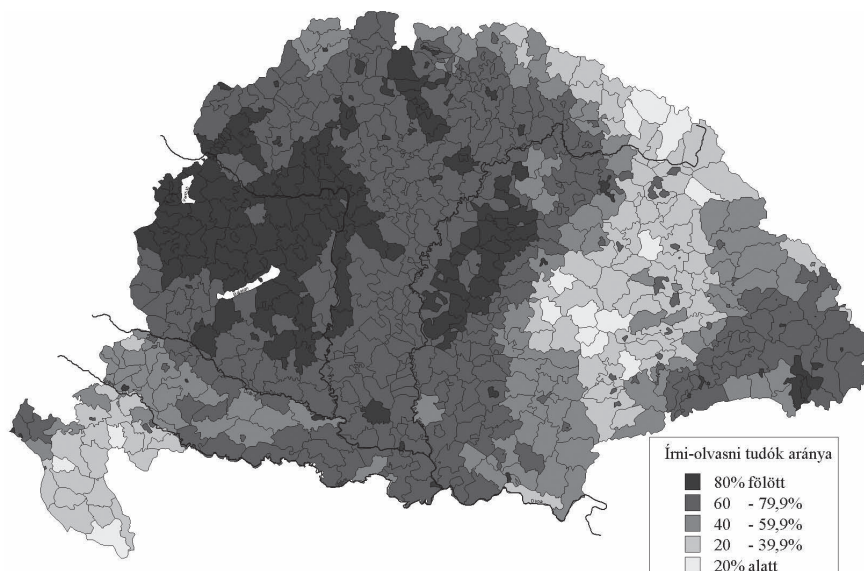 Írni-olvasni tudók aránya
80% fölött
60 - 79,9%
40 - 59,9%
20 - 39,9%
20% alatt